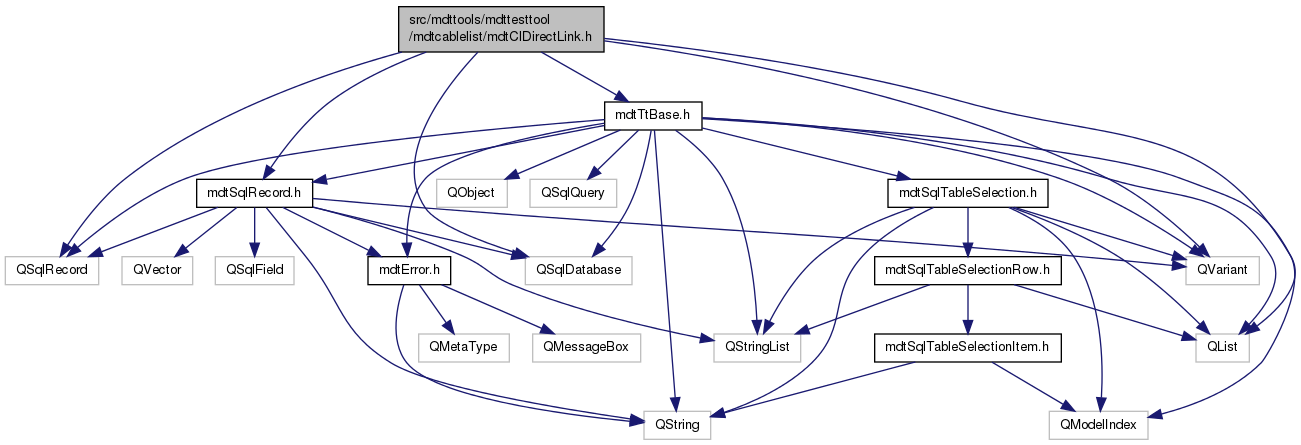 src/mdttools/mdttesttool
/mdtcablelist/mdtClDirectLink.h
mdtTtBase.h
mdtSqlRecord.h
QObject
QSqlQuery
mdtSqlTableSelection.h
QSqlRecord
QVector
QSqlField
mdtError.h
QSqlDatabase
mdtSqlTableSelectionRow.h
QVariant
QMetaType
QMessageBox
QStringList
mdtSqlTableSelectionItem.h
QList
QString
QModelIndex